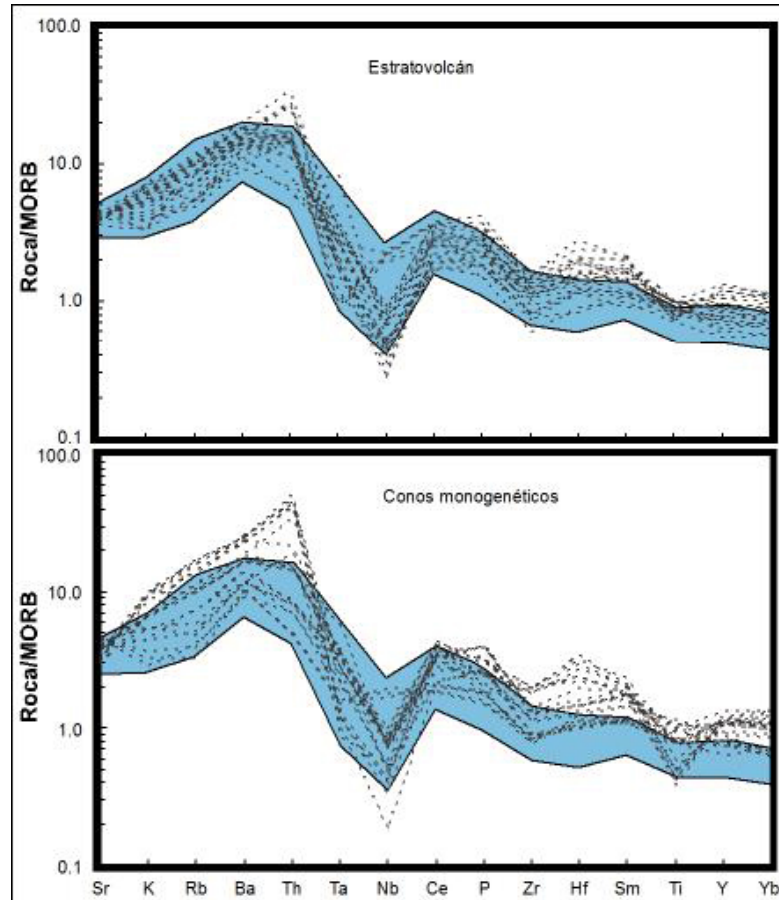 100.0
Estratovolcán
10.0
Roca/MORB
1.0
0.1
100.0
Conos monogenéticos
10.0
Roca/MORB
1.0
0.1
Sr K Rb Ba Th Ta Nb Ce P Zr Hf Sm Ti Y Yb